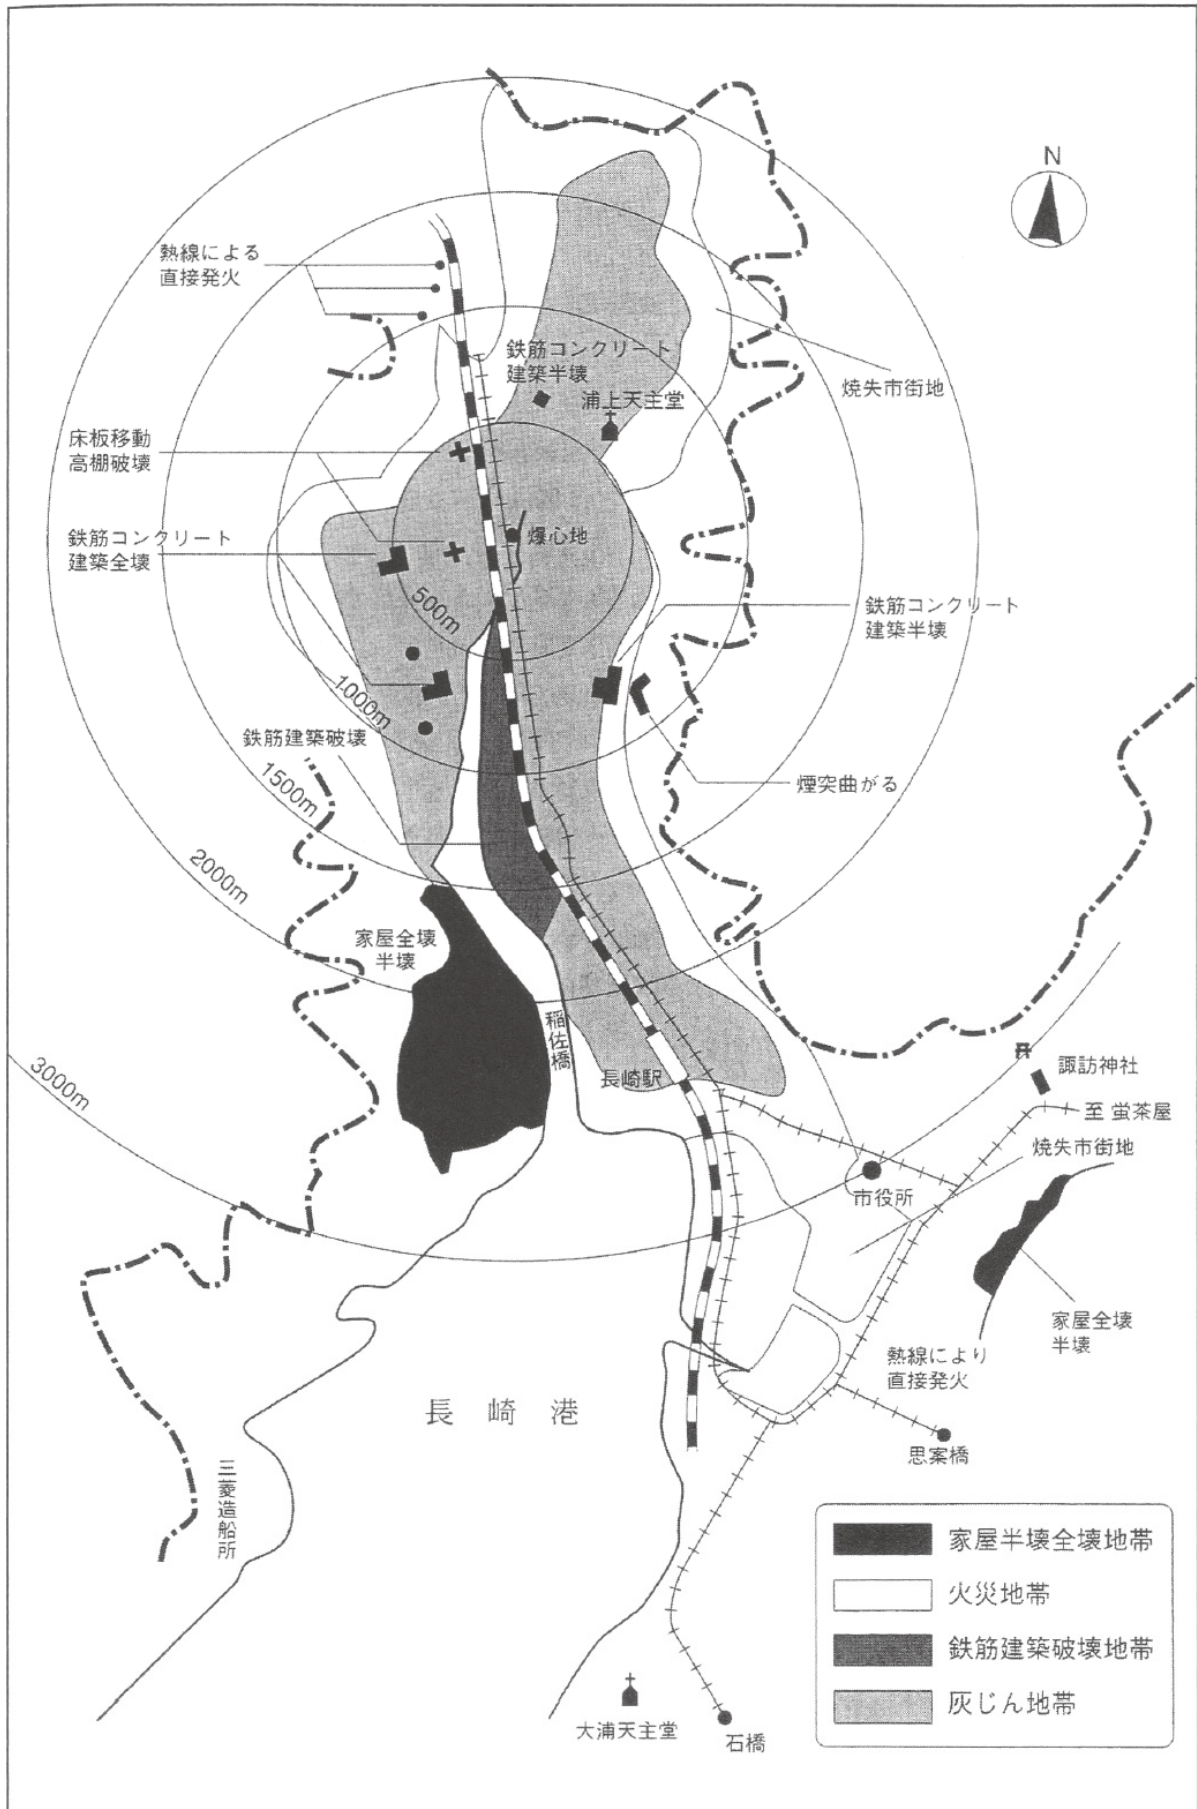 N
熱線による
直接発火
鉄筋コンクリート
建築半壊
浦上天主堂
焼失市街地
床板移動
高棚破壊
鉄筋コンクリート
建築全壊
爆心地
500m
鉄筋コンクリート
建築半壊
1000m
鉄筋建築破壊
煙突曲がる
1500m
2000m
家屋全壊
半壊
稲佐橋
3000m
長崎駅
諏訪神社
至 蛍茶屋
焼失市街地
市役所
家屋全壊
半壊
熱線により
直接発火
長崎港
思案橋
三菱造船所
家屋半壊全壊地帯
火災地帯
鉄筋建築破壊地帯
灰じん地帯
大浦天主堂
石橋